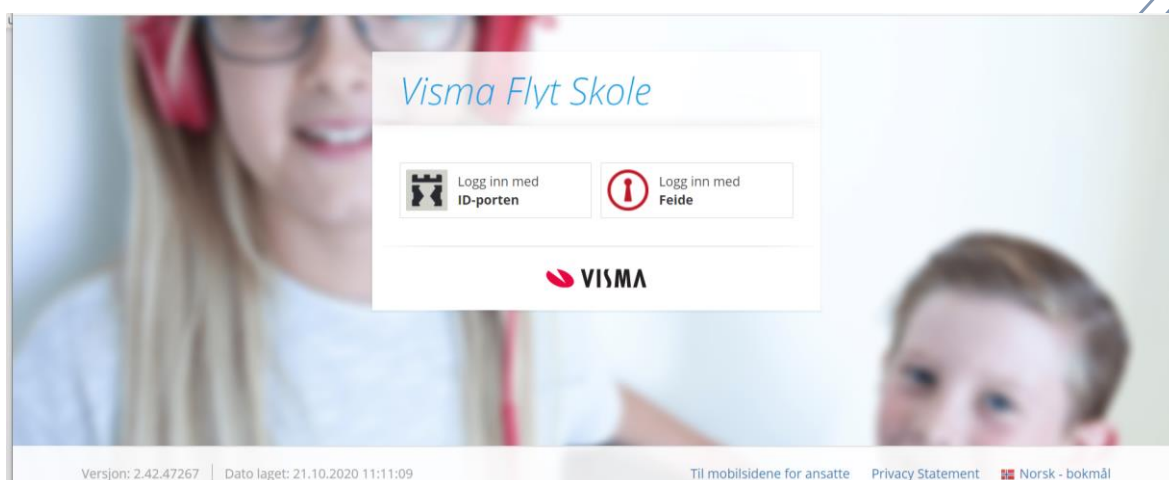 Visma Flyt Skole
Logg inn med
ID-porten
Logg inn med
Feide
VISMA
Versjon: 2.42.47267 Dato laget: 21.10.2020 11:11:09 Til mobilsidene for ansatte Privacy Statement Norsk - bokmål